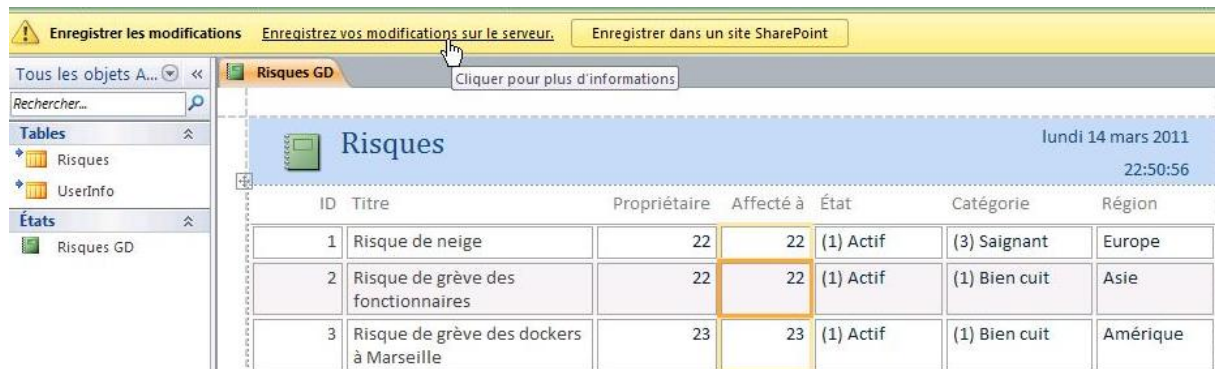 Enregistrer les modifications Enregistrez vos modifications sur le serveur. Enregistrer dans un site SharePoint
Cliquer pour plus d'informations
Tous les objets A...
Rechercher...
Tables
Risques
UserInfo
États
Risques GD
Risques GD
Risques
lundi 14 mars 2011
22:50:56
ID Titre Propriétaire Affecté à État Catégorie Région
1 Risque de neige 22 22 (1) Actif (3) Saignant Europe
2 Risque de grève des 22 22 (1) Actif (1) Bien cuit Asie
fonctionnaires
3 Risque de grève des dockers 23 23 (1) Actif (1) Bien cuit Amérique
à Marseille